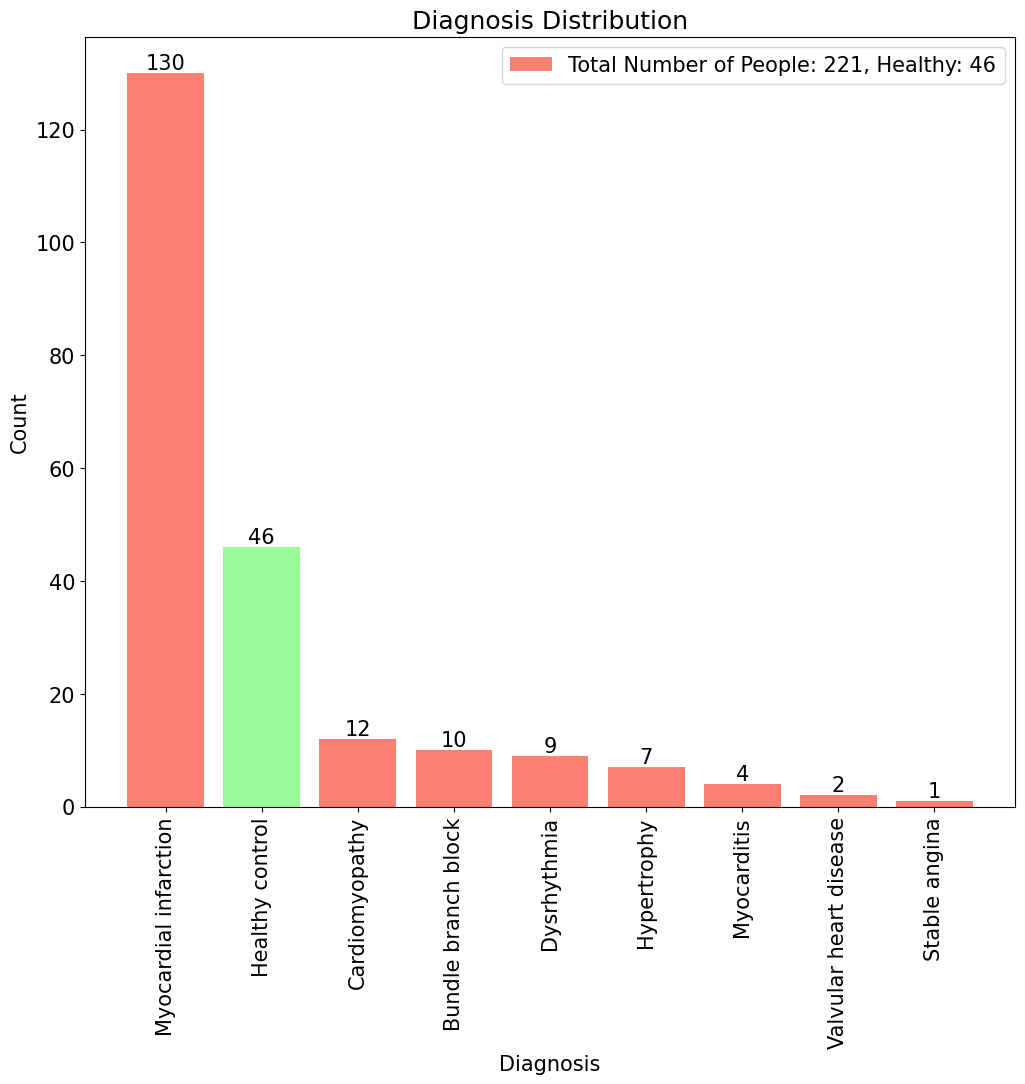 Diagnosis Distribution
Total Number of People: 221, Healthy: 46
130
46
12
10
9
7
4
2
1
120
100
80
60
40
20
0
Count
Myocardial infarction
Healthy control
Cardiomyopathy
Bundle branch block
Dysrhythmia
Hypertrophy
Myocarditis
Valvular heart disease
Stable angina
Diagnosis